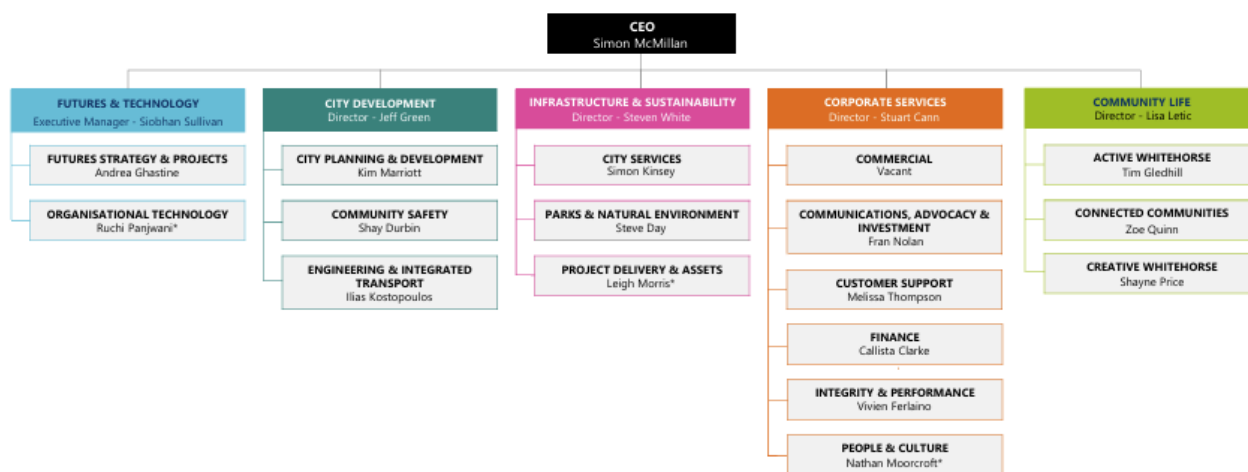 CEO
Simon McMillan
FUTURES & TECHNOLOGY
Executive Manager - Siobhan Sullivan
FUTURES STRATEGY & PROJECTS
Andrea Ghastine
ORGANISATIONAL TECHNOLOGY
Ruchi Panjwani*
CITY DEVELOPMENT
Director - Jeff Green
CITY PLANNING & DEVELOPMENT
Kim Marriott
COMMUNITY SAFETY
Shay Durbin
ENGINEERING & INTEGRATED
TRANSPORT
Ilias Kostopoulos
INFRASTRUCTURE & SUSTAINABILITY
Director - Steven White
CITY SERVICES
Simon Kinsey
PARKS & NATURAL ENVIRONMENT
Steve Day
PROJECT DELIVERY & ASSETS
Leigh Morris*
CORPORATE SERVICES
Director - Stuart Cann
COMMERCIAL
Vacant
COMMUNICATIONS, ADVOCACY &
INVESTMENT
Fran Nolan
CUSTOMER SUPPORT
Melissa Thompson
FINANCE
Callista Clarke
INTEGRITY & PERFORMANCE
Vivien Ferlaino
PEOPLE & CULTURE
Nathan Moorcroft*
COMMUNITY LIFE
Director - Lisa Letic
ACTIVE WHITEHORSE
Tim Gledhill
CONNECTED COMMUNITIES
Zoe Quinn
CREATIVE WHITEHORSE
Shayne Price